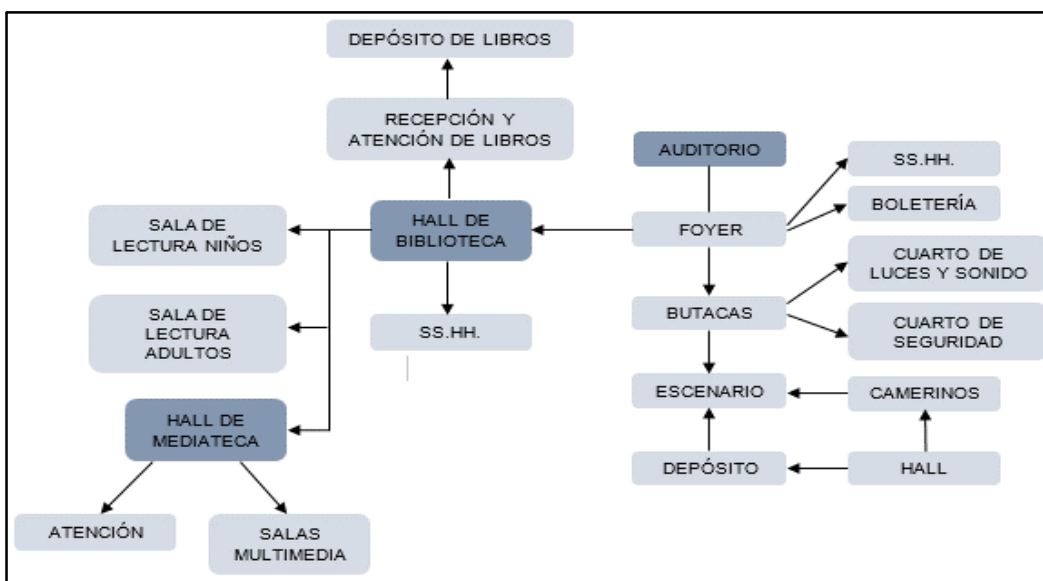 DEPÓSITO DE LIBROS
RECEPCIÓN Y
ATENCIÓN DE LIBROS
AUDITORIO
SS.HH.
BOLETERÍA
SALA DE
LECTURA NIÑOS
HALL DE
BIBLIOTECA
FOYER
CUARTO DE
LUCES Y SONIDO
SALA DE
LECTURA
ADULTOS
SS.HH.
BUTACAS
CUARTO DE
SEGURIDAD
HALL DE
MEDIATECA
ESCENARIO
CAMERINOS
DEPÓSITO
HALL
ATENCIÓN
SALAS
MULTIMEDIA